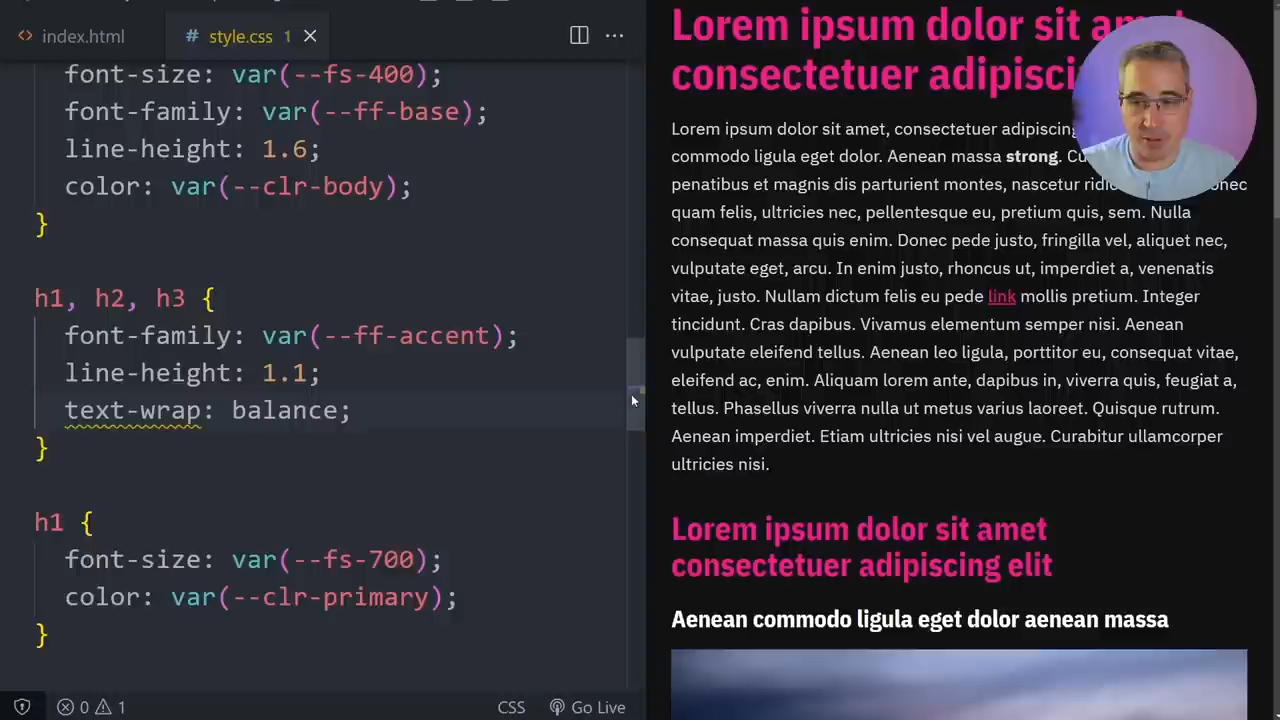 index.html
style.css 1
font-size: var(--fs-400);
font-family: var(--ff-base);
line-height: 1.6;
color: var(--clr-body);
}
h1, h2, h3 {
font-family: var(--ff-accent);
line-height: 1.1;
text-wrap: balance;
}
h1 {
font-size: var(--fs-700);
color: var(--clr-primary);
}
0
1
CSS
Go Live
Lorem ipsum dolor sit amet
consectetuer
Lorem ipsum dolor sit amet, consectetuer adipiscing
commodo ligula eget dolor. Aenean massa strong.
penatibus et magnis dis parturient montes, nascetur
quam felis, ultricies nec, pellentesque eu, pretium quis, sem. Nulla
consequat massa quis enim. Donec pede justo, fringilla vel, aliquet nec,
vulputate eget, arcu. In enim justo, rhoncus ut, imperdiet a, venenatis
vitae, justo. Nullam dictum felis eu pede link mollis pretium. Integer
tincidunt. Cras dapibus. Vivamus elementum semper nisi. Aenean
vulputate eleifend tellus. Aenean leo ligula, porttitor eu, consequat vitae,
eleifend ac, enim. Aliquam lorem ante, dapibus in, viverra quis, feugiat a,
tellus. Phasellus viverra nulla ut metus varius laoreet. Quisque rutrum.
Aenean imperdiet. Etiam ultricies nisi vel augue. Curabitur ullamcorper
ultricies nisi.
Lorem ipsum dolor sit amet
consectetuer adipiscing elit
Aenean commodo ligula eget dolor aenean massa